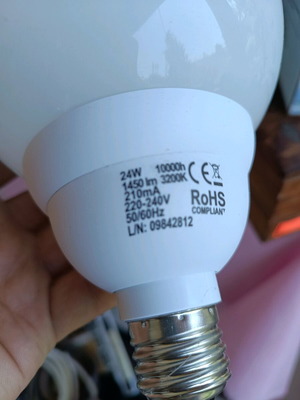 24W 10000h
1450 lm 3200K
210mA
220-240V
50/60Hz
L/N: 09842812
CE
RoHS
COMPLIANT